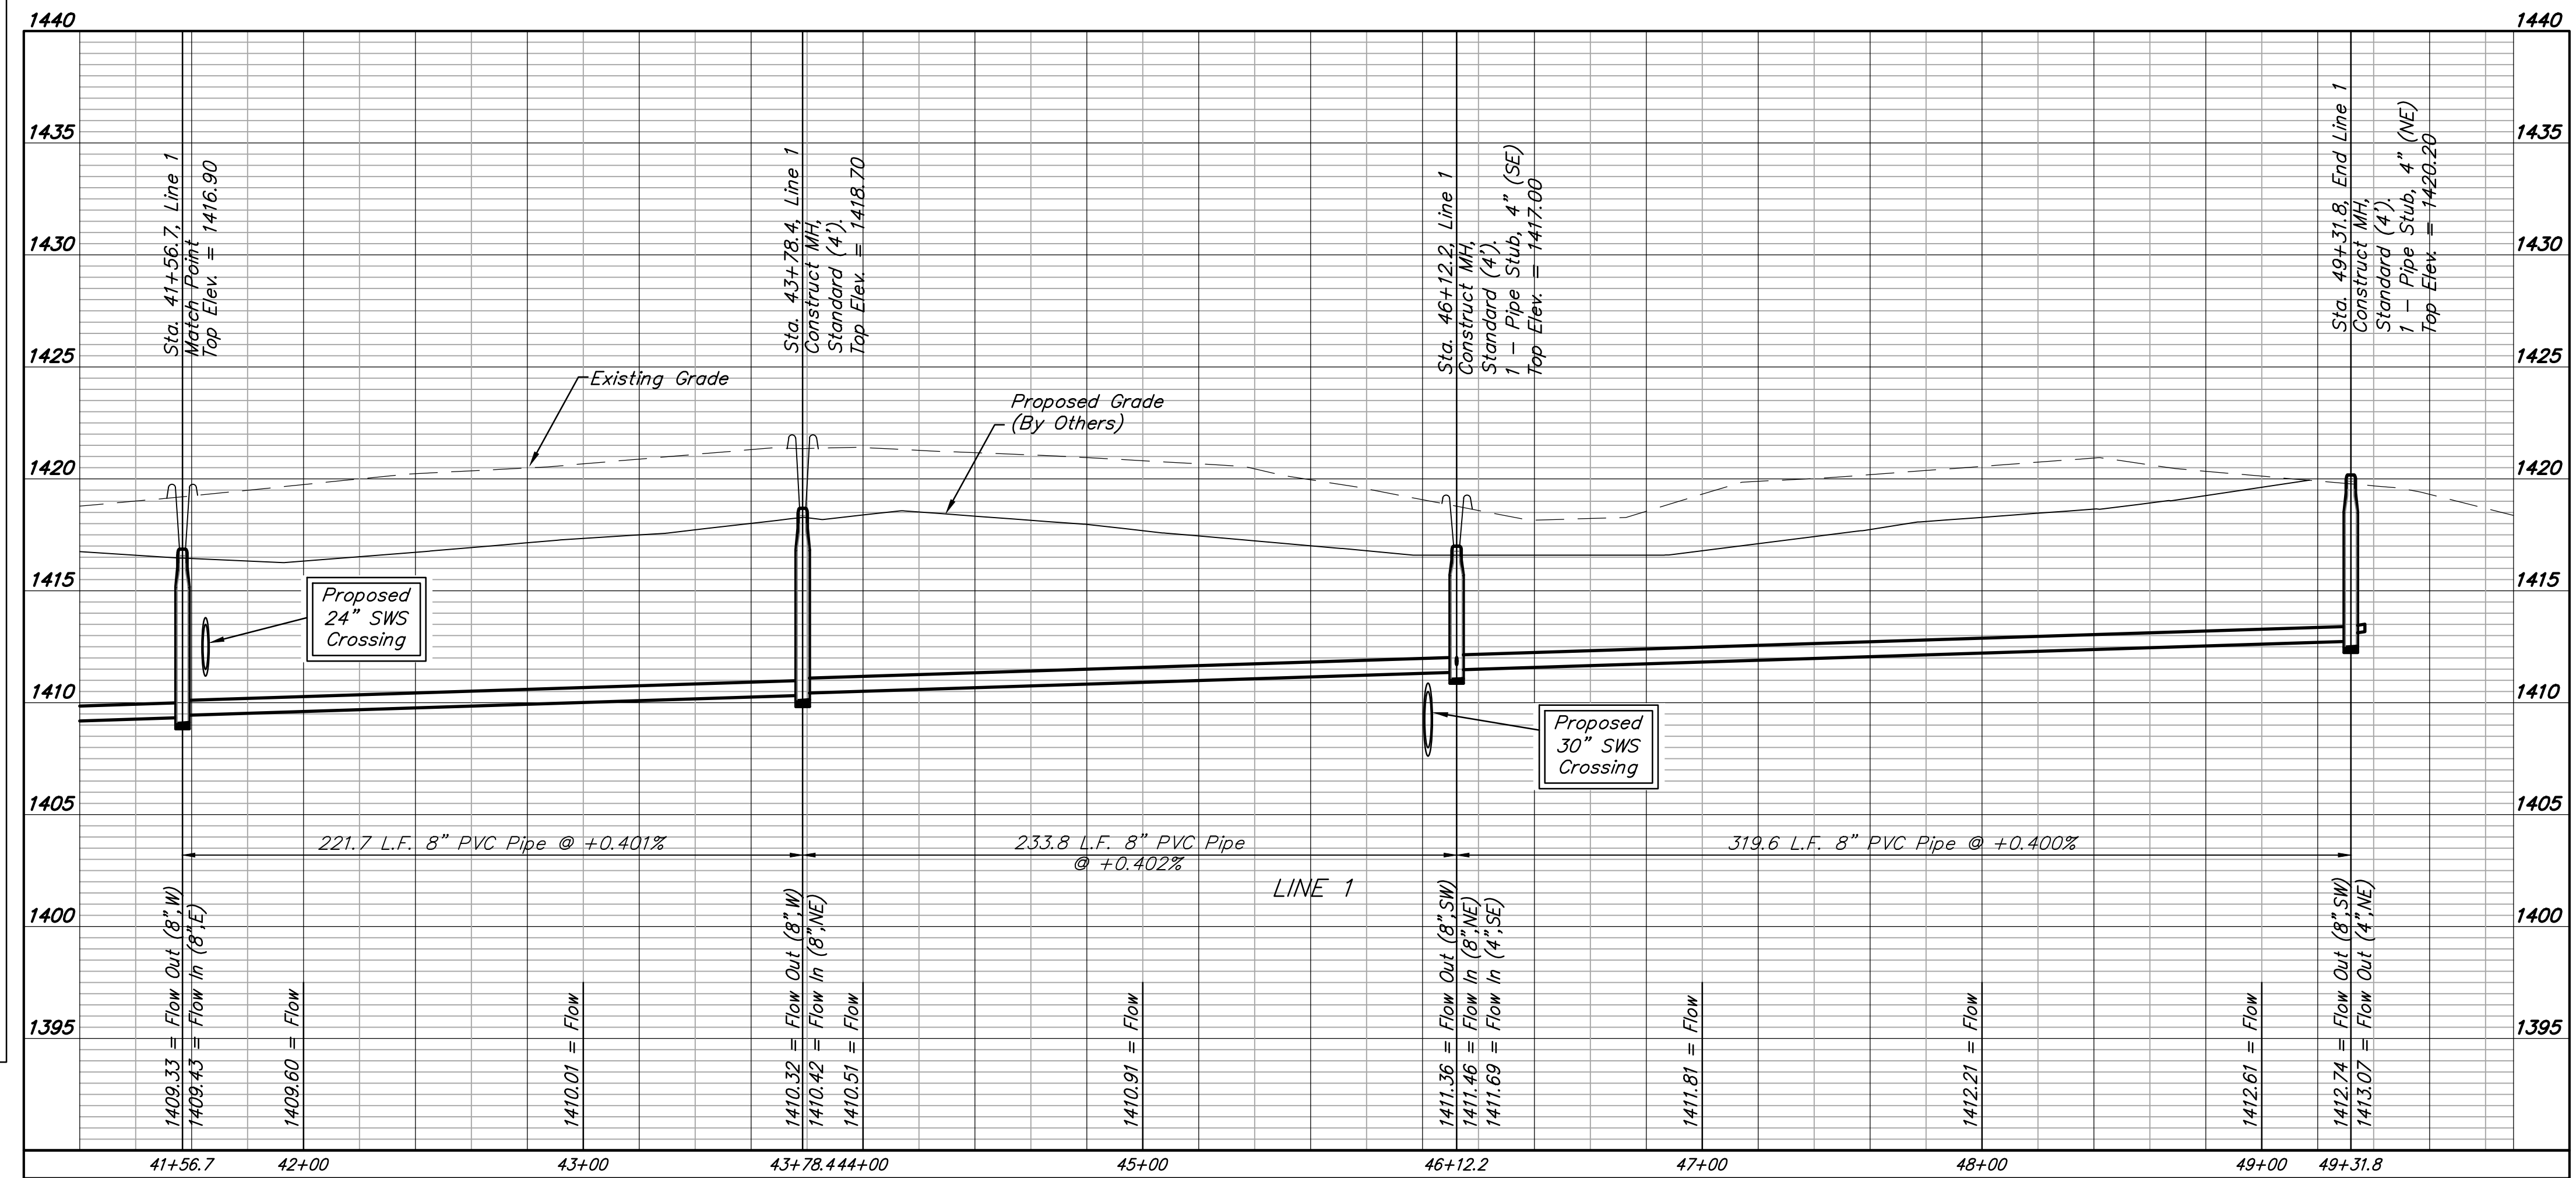 1440
1440
1435
1435
1430
1430
1425
1425
1420
1420
1415
1415
1410
1410
1405
1405
1400
1400
1395
1395
Sta. 41+56.7, Line 1
Match Point
Top Elev. = 1416.90
Sta. 43+78.4, Line 1
Construct MH,
Standard (4').
Top Elev. = 1418.70
Sta. 46+12.2, Line 1
Construct MH,
Standard (4').
1 - Pipe Stub, 4" (SE)
Top Elev. = 1417.00
Sta. 49+31.8, End Line 1
Construct MH,
Standard (4').
1 - Pipe Stub, 4" (NE)
Top Elev. = 1420.20
Existing Grade
Proposed Grade
(By Others)
Proposed
24" SWS
Crossing
Proposed
30" SWS
Crossing
221.7 L.F. 8" PVC Pipe @ +0.401%
233.8 L.F. 8" PVC Pipe
@ +0.402%
319.6 L.F. 8" PVC Pipe @ +0.400%
LINE 1
1409.33 = Flow Out (8",W)
1409.43 = Flow In (8",E)
1409.60 = Flow
1410.01 = Flow
1410.32 = Flow Out (8",W)
1410.42 = Flow In (8",NE)
1410.51 = Flow
1410.91 = Flow
1411.36 = Flow Out (8",SW)
1411.46 = Flow In (8",NE)
1411.69 = Flow In (4",SE)
1411.81 = Flow
1412.21 = Flow
1412.61 = Flow
1412.74 = Flow Out (8",SW)
1413.07 = Flow Out (4",NE)
41+56.7
42+00
43+00
43+78.4
44+00
45+00
46+12.2
47+00
48+00
49+00
49+31.8